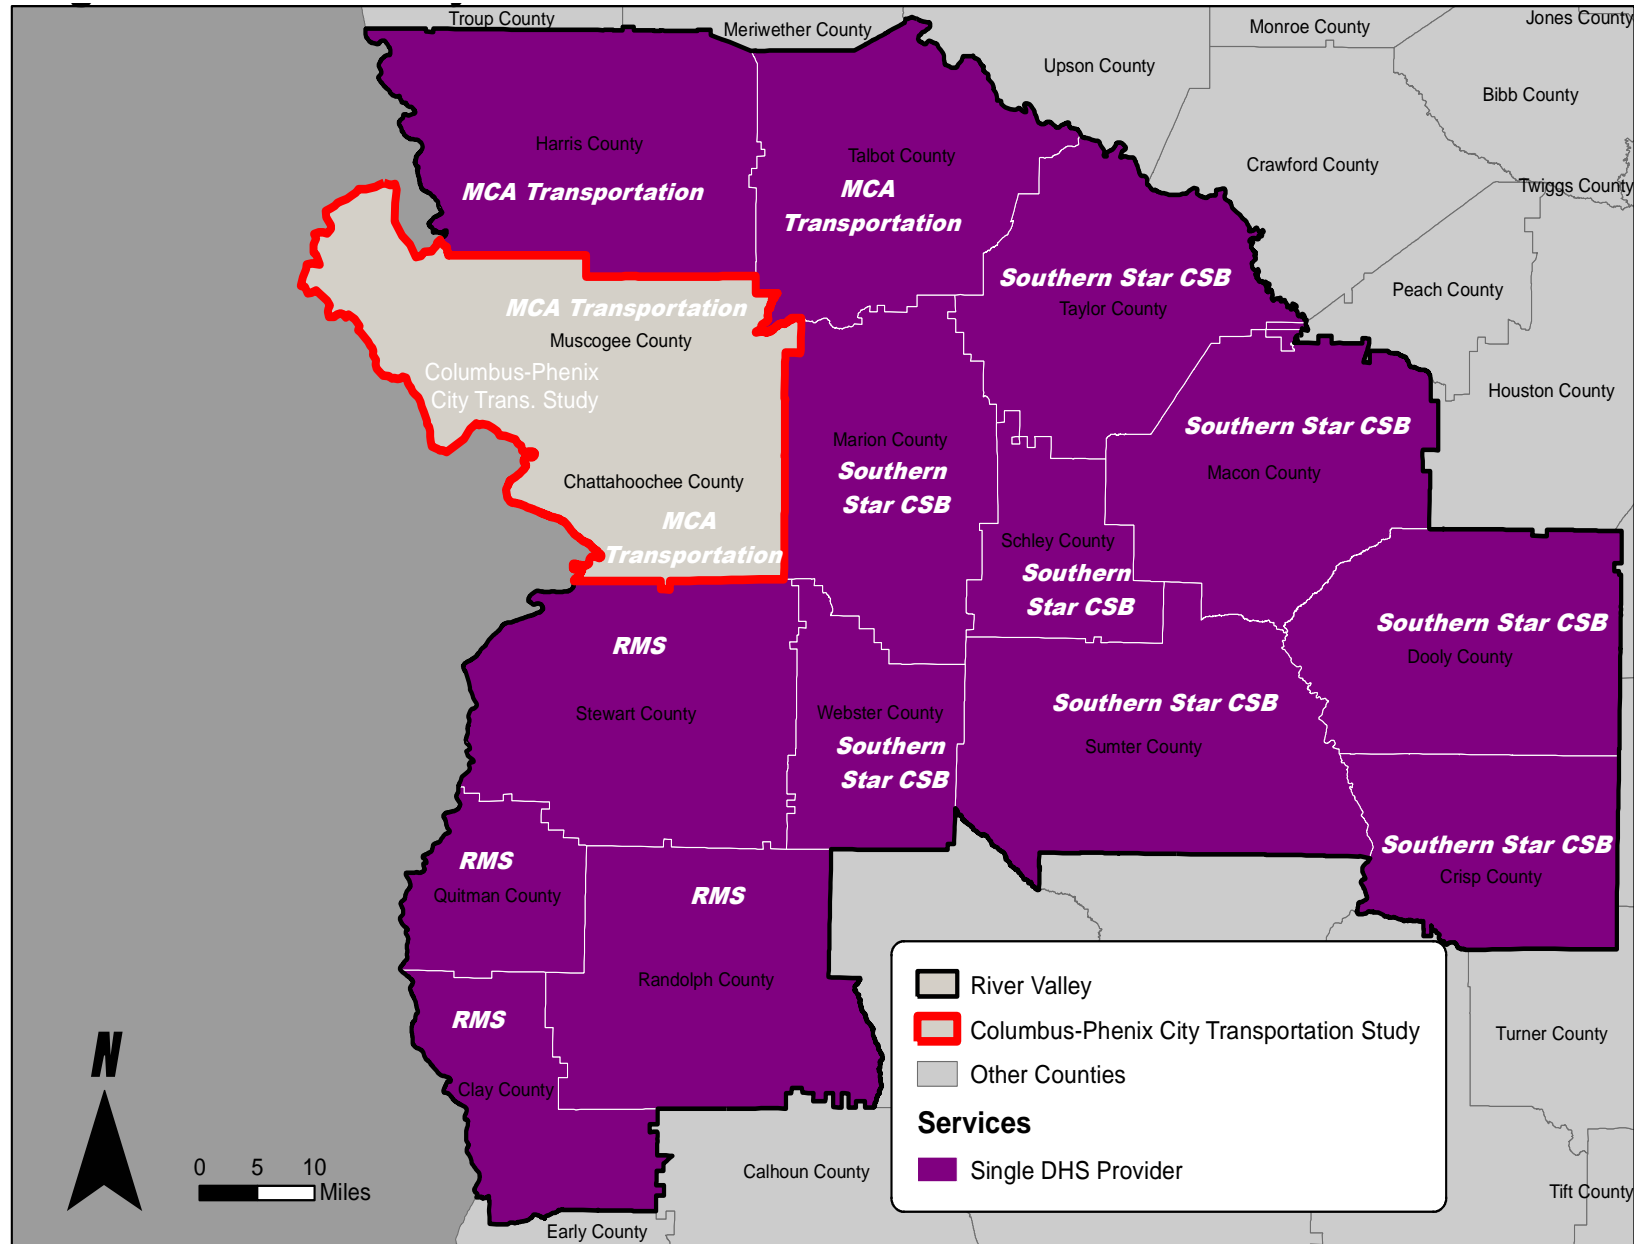 Troup County
Meriwether County
Monroe County
Jones County
Upson County
Bibb County
Harris County
Talbot County
Crawford County
Twiggs County
MCA Transportation
MCA
Transportation
Southern Star CSB
Taylor County
Peach County
MCA Transportation
Muscogee County
Columbus-Phenix
City Trans. Study
Houston County
Marion County
Southern
Star CSB
Southern Star CSB
Macon County
Chattahoochee County
MCA
Transportation
Schley County
Southern
Star CSB
Southern Star CSB
Dooly County
RMS
Stewart County
Webster County
Southern
Star CSB
Southern Star CSB
Sumter County
Southern Star CSB
Crisp County
RMS
Quitman County
RMS
Randolph County
RMS
Clay County
River Valley
Columbus-Phenix City Transportation Study
Other Counties
Services
Single DHS Provider
Turner County
N
0 5 10
Miles
Calhoun County
Tift County
Early County